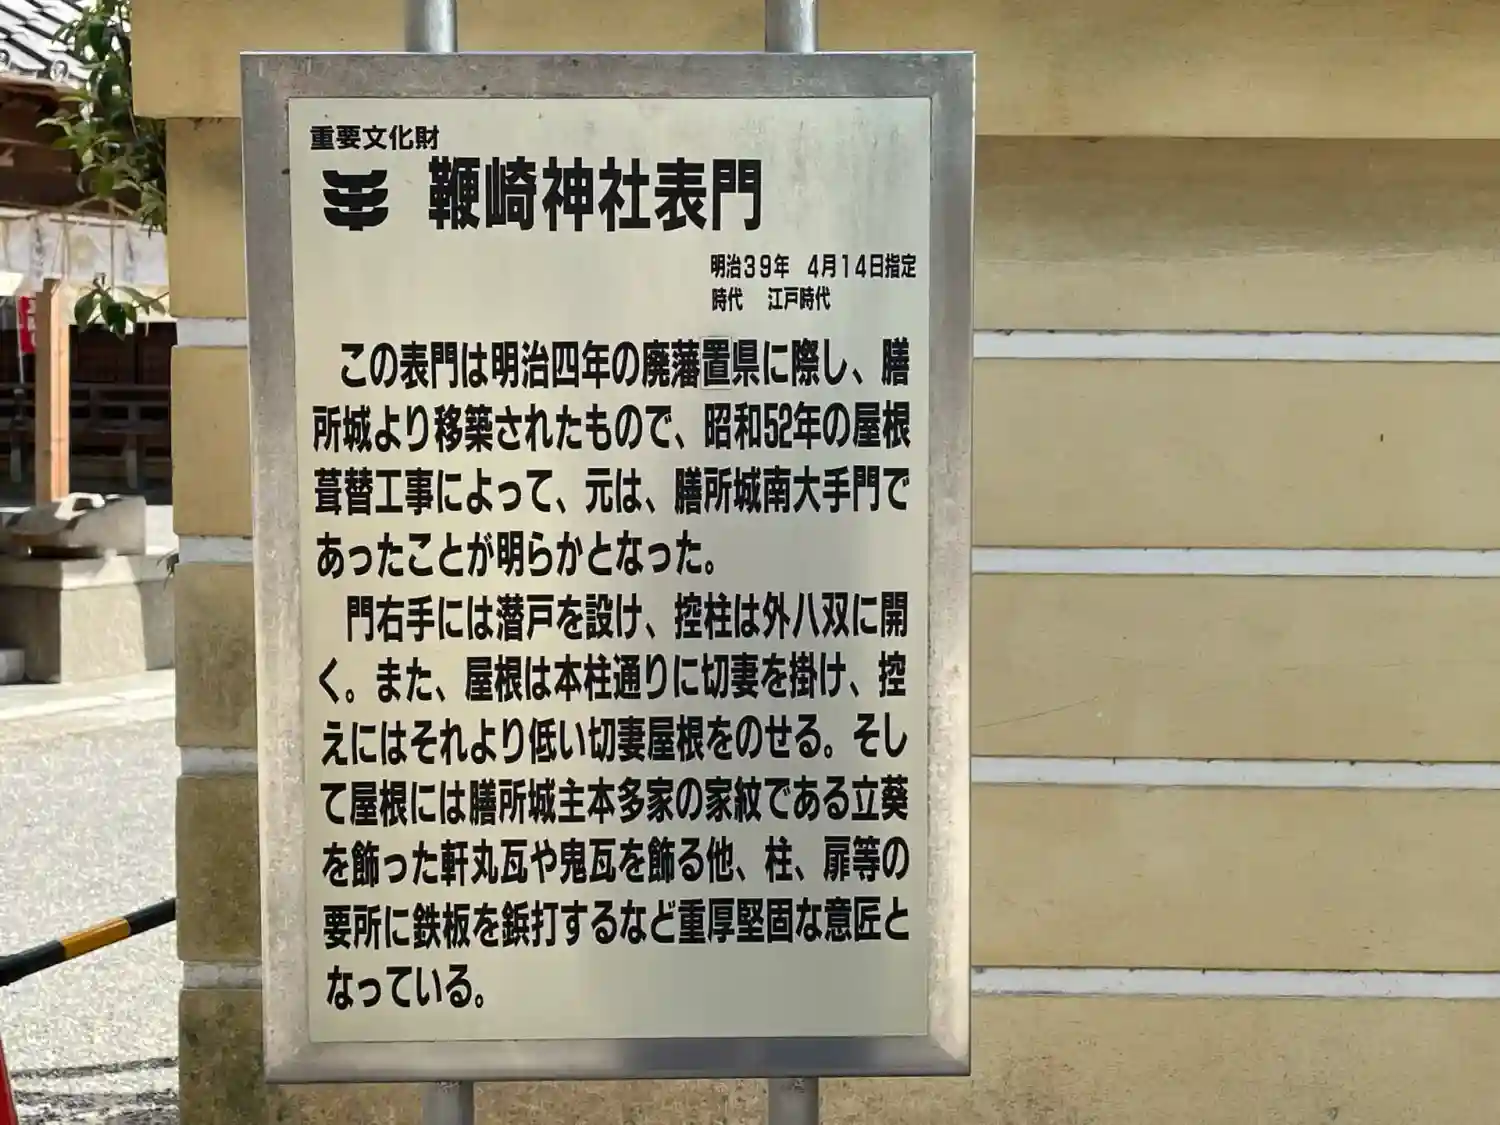 重要文化財
鞭崎神社表門
明治39年　4月14日指定
時代　江戸時代
この表門は明治四年の廃藩置県に際し、膳
所城より移築されたもので、昭和52年の屋根
葺替工事によって、元は、膳所城南大手門で
あったことが明らかとなった。
門右手には潜戸を設け、控柱は外八双に開
く。また、屋根は本柱通りに切妻を掛け、控
えにはそれより低い切妻屋根をのせる。そし
て屋根には膳所城主本多家の家紋である立葵
を飾った軒丸瓦や鬼瓦を飾る他、柱、扉等の
要所に鉄板を鋲打するなど重厚堅固な意匠と
なっている。